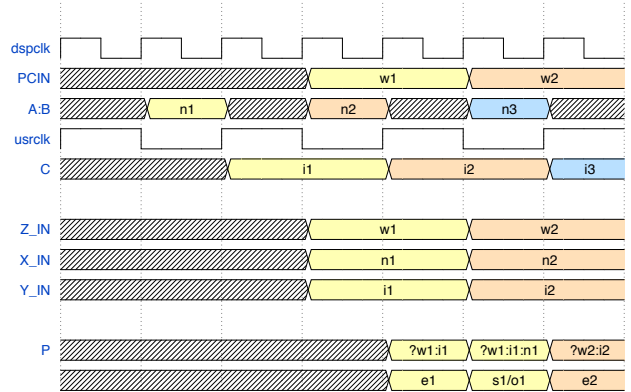 dspclk
PCIN w1 w2
A:B n1 n2 n3
usrclk
C i1 i2 i3
Z_IN w1 w2
X_IN n1 n2
Y_IN i1 i2
P ?w1:i1 ?w1:i1:n1 ?w2:i2
e1 s1/o1 e2